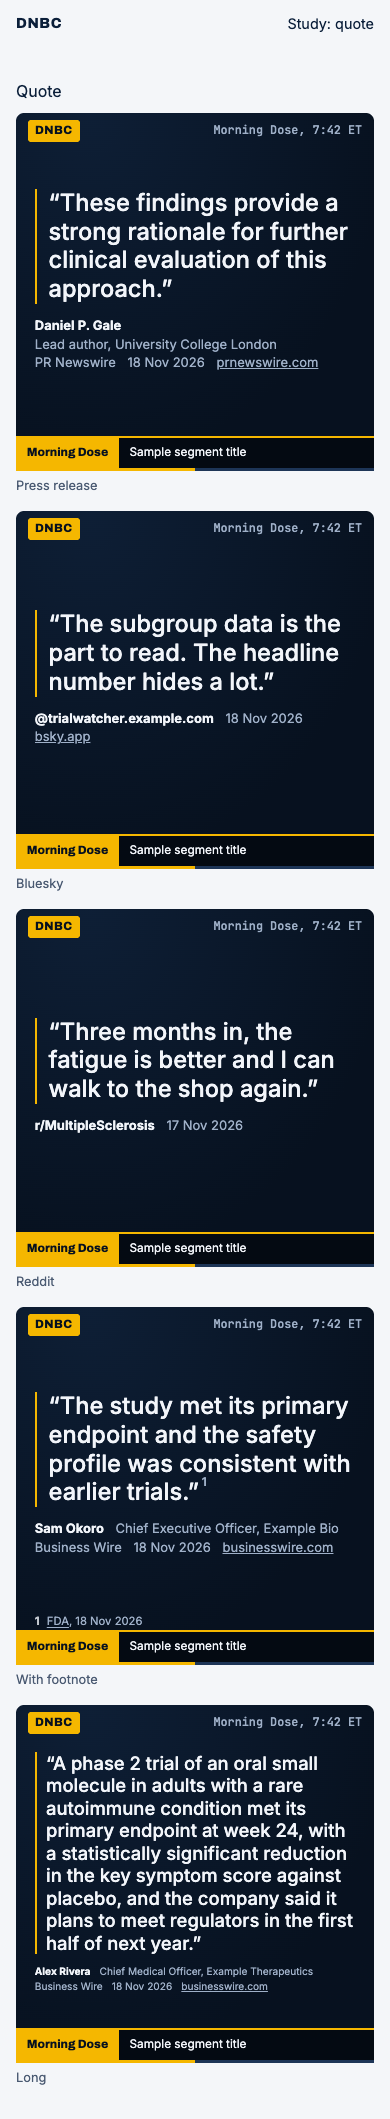 DNBC
Study: quote
Quote
DNBC
Morning Dose, 7:42 ET
“These findings provide a
strong rationale for further
clinical evaluation of this
approach.”
Daniel P. Gale
Lead author, University College London
PR Newswire 18 Nov 2026 prnewswire.com
Morning Dose
Sample segment title
Press release
DNBC
Morning Dose, 7:42 ET
“The subgroup data is the
part to read. The headline
number hides a lot.”
@trialwatcher.example.com 18 Nov 2026
bsky.app
Morning Dose
Sample segment title
Bluesky
DNBC
Morning Dose, 7:42 ET
“Three months in, the
fatigue is better and I can
walk to the shop again.”
r/MultipleSclerosis 17 Nov 2026
Morning Dose
Sample segment title
Reddit
DNBC
Morning Dose, 7:42 ET
“The study met its primary
endpoint and the safety
profile was consistent with
earlier trials.” 1
Sam Okoro Chief Executive Officer, Example Bio
Business Wire 18 Nov 2026 businesswire.com
1 FDA, 18 Nov 2026
Morning Dose
Sample segment title
With footnote
DNBC
Morning Dose, 7:42 ET
“A phase 2 trial of an oral small
molecule in adults with a rare
autoimmune condition met its
primary endpoint at week 24, with
a statistically significant reduction
in the key symptom score against
placebo, and the company said it
plans to meet regulators in the first
half of next year.”
Alex Rivera Chief Medical Officer, Example Therapeutics
Business Wire 18 Nov 2026 businesswire.com
Morning Dose
Sample segment title
Long